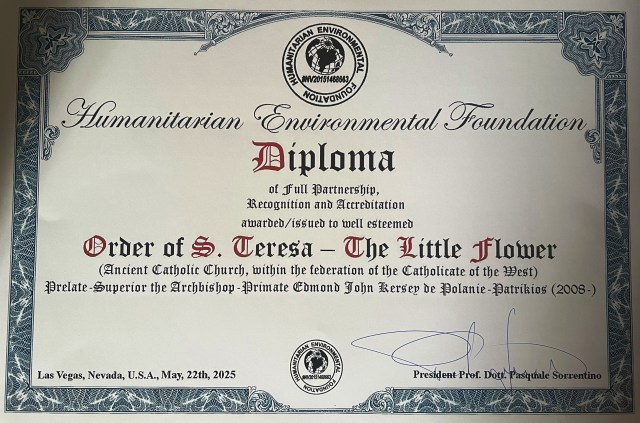 HUMANITARIAN ENVIRONMENTAL
#NV20151468663
FOUNDATION
Humanitarian Environmental Foundation
Diploma
of Full Partnership,
Recognition and Accreditation
awarded/issued to well esteemed
Order of S. Teresa – The Little Flower
(Ancient Catholic Church, within the federation of the Catholicate of the West)
Prelate-Superior the Archbishop-Primate Edmond John Kersey de Polanie-Patrikios (2008-)
HUMANITARIAN ENVIRONMENTAL
FOUNDATION
Las Vegas, Nevada, U.S.A., May, 22th, 2025
President Prof. Dott. Pasquale Sorrentino